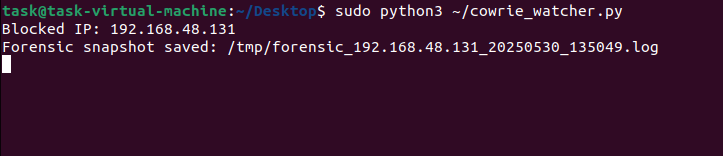 task@task-virtual-machine:~/Desktop$ sudo python3 ~/cowrie_watcher.py
Blocked IP: 192.168.48.131
Forensic snapshot saved: /tmp/forensic_192.168.48.131_20250530_135049.log